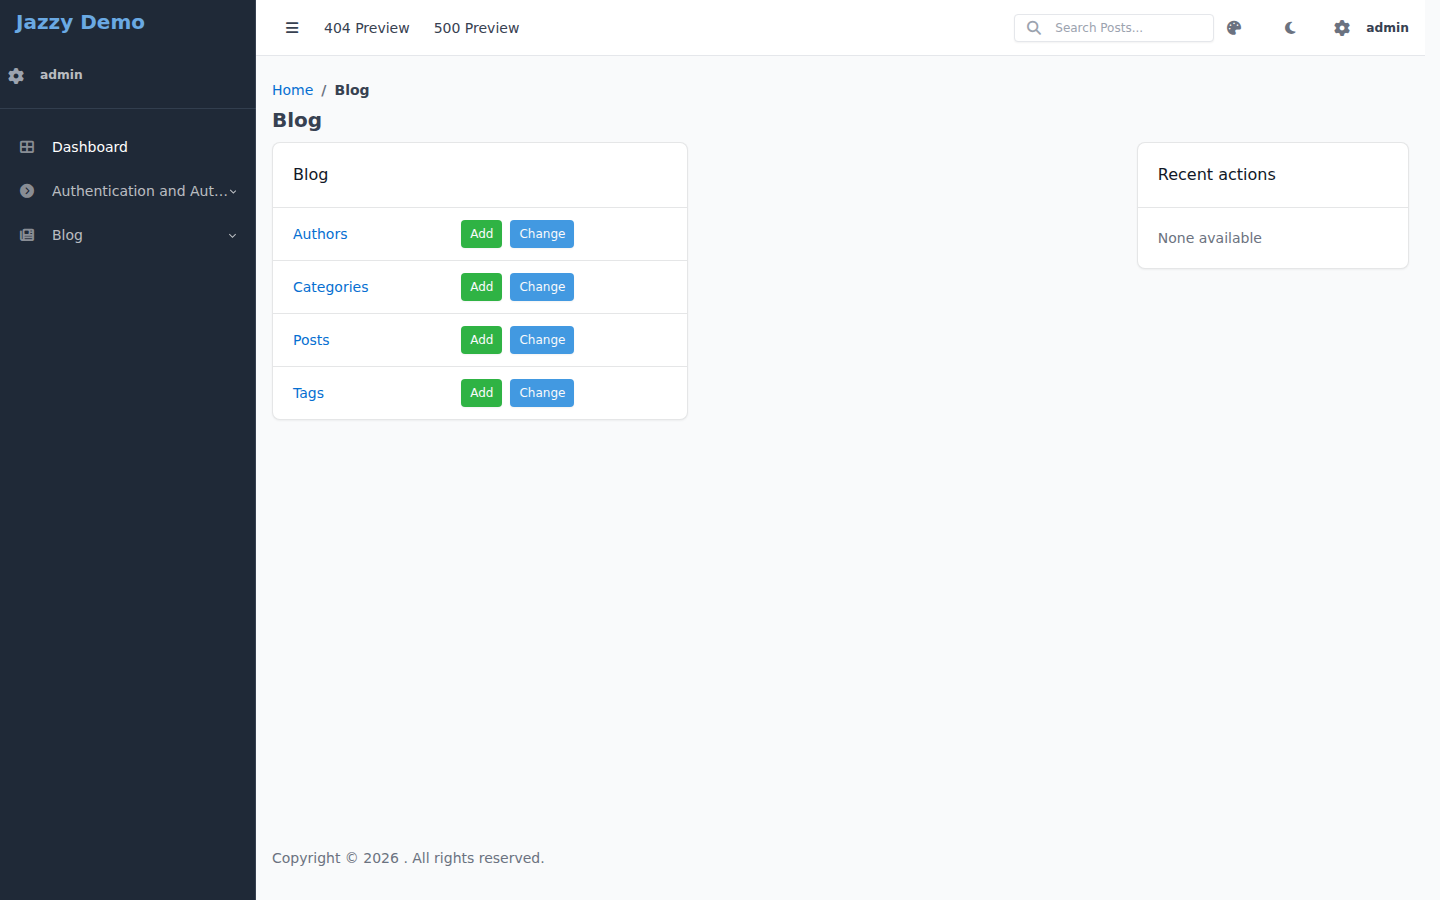 Jazzy Demo
admin
Dashboard
Authentication and Aut...
Blog
404 Preview
500 Preview
Search Posts...
admin
Home / Blog
Blog
Blog
Authors Add Change
Categories Add Change
Posts Add Change
Tags Add Change
Recent actions
None available
Copyright © 2026 . All rights reserved.